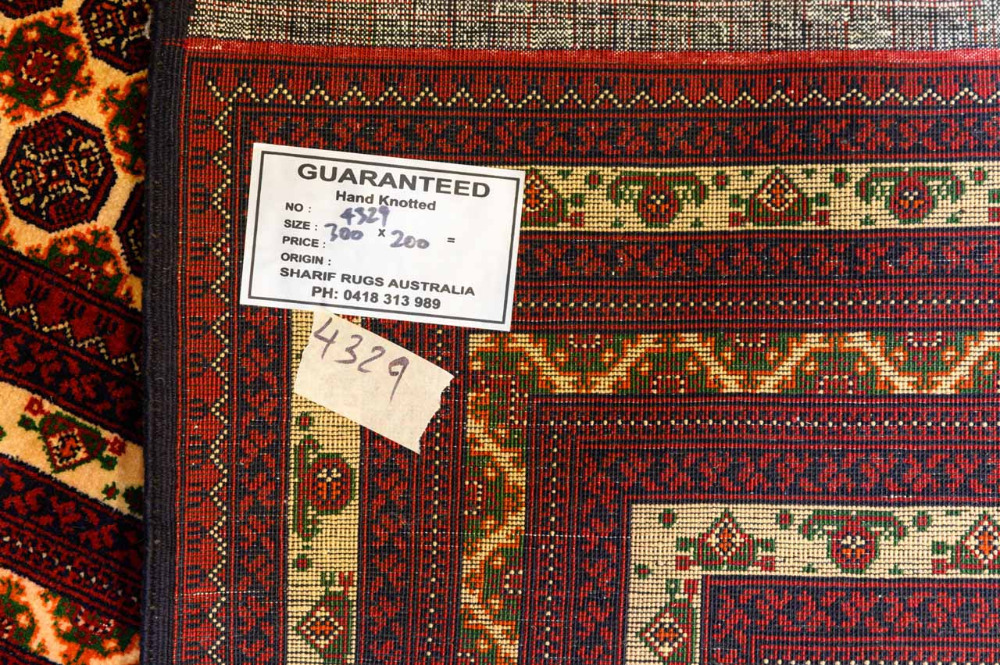 GUARANTEED
Hand Knotted
NO : 4329
SIZE : 300 x 200 =
PRICE :
ORIGIN :
SHARIF RUGS AUSTRALIA
PH: 0418 313 989
4329